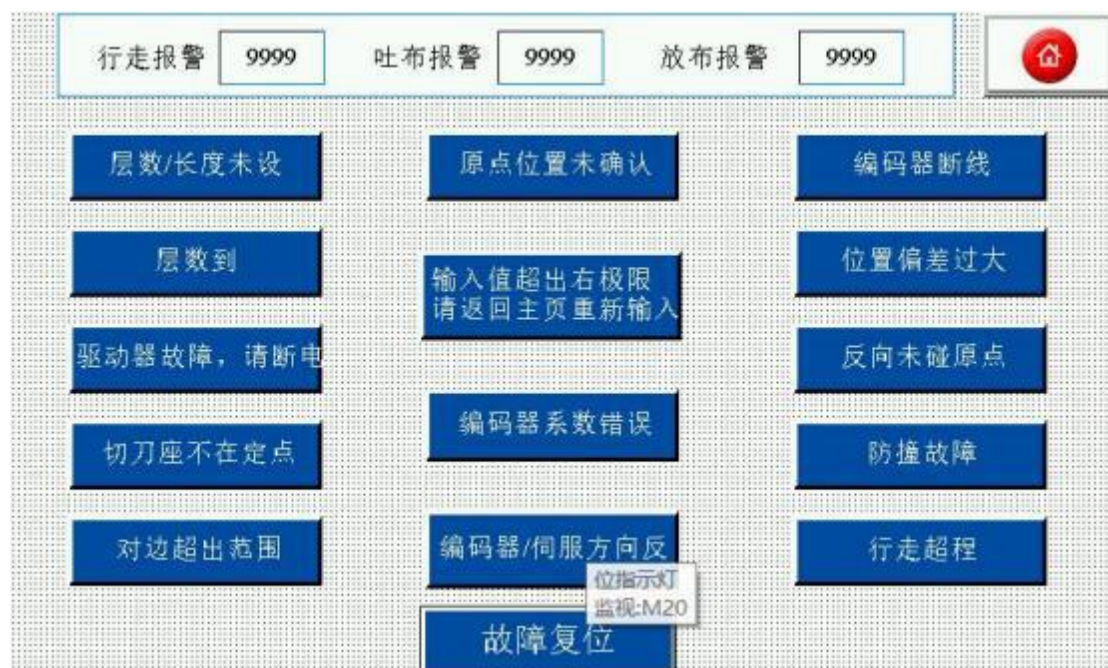 行走报警 9999 吐布报警 9999 放布报警 9999
层数/长度未设 原点位置未确认 编码器断线
层数到 位置偏差过大
输入值超出右极限
请返回主页重新输入
驱动器故障，请断电 反向未碰原点
编码器系数错误
切刀座不在定点 防撞故障
对边超出范围 编码器/伺服方向反 行走超程
位指示灯
监视:M20
故障复位